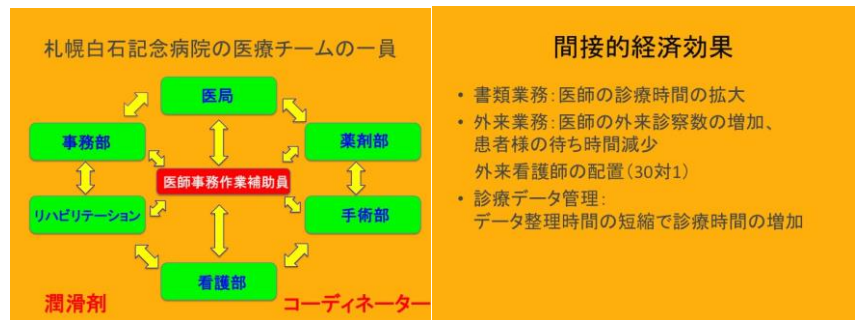 札幌白石記念病院の医療チームの一員
医局
事務部
薬剤部
医師事務作業補助員
リハビリテーション
手術部
看護部
潤滑剤
コーディネーター
間接的経済効果
• 書類業務:医師の診療時間の拡大
• 外来業務:医師の外来診察数の増加、
患者様の待ち時間減少
外来看護師の配置(30対1)
• 診療データ管理:
データ整理時間の短縮で診療時間の増加